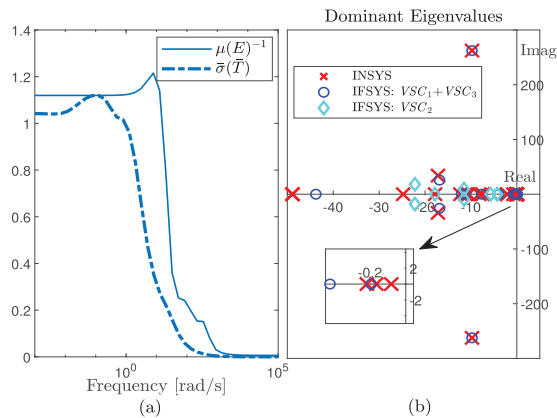 Dominant Eigenvalues
1.4
1.2
1
0.8
0.6
0.4
0.2
0
μ(E)⁻¹
σ̄(T̄)
10⁰
10⁵
Frequency [rad/s]
(a)
Imag
INSYS
IFSYS: VSC₁+VSC₃
IFSYS: VSC₂
200
100
Real
-40 -30 -20 -10
-100
-200
-0.2
2
-2
(b)